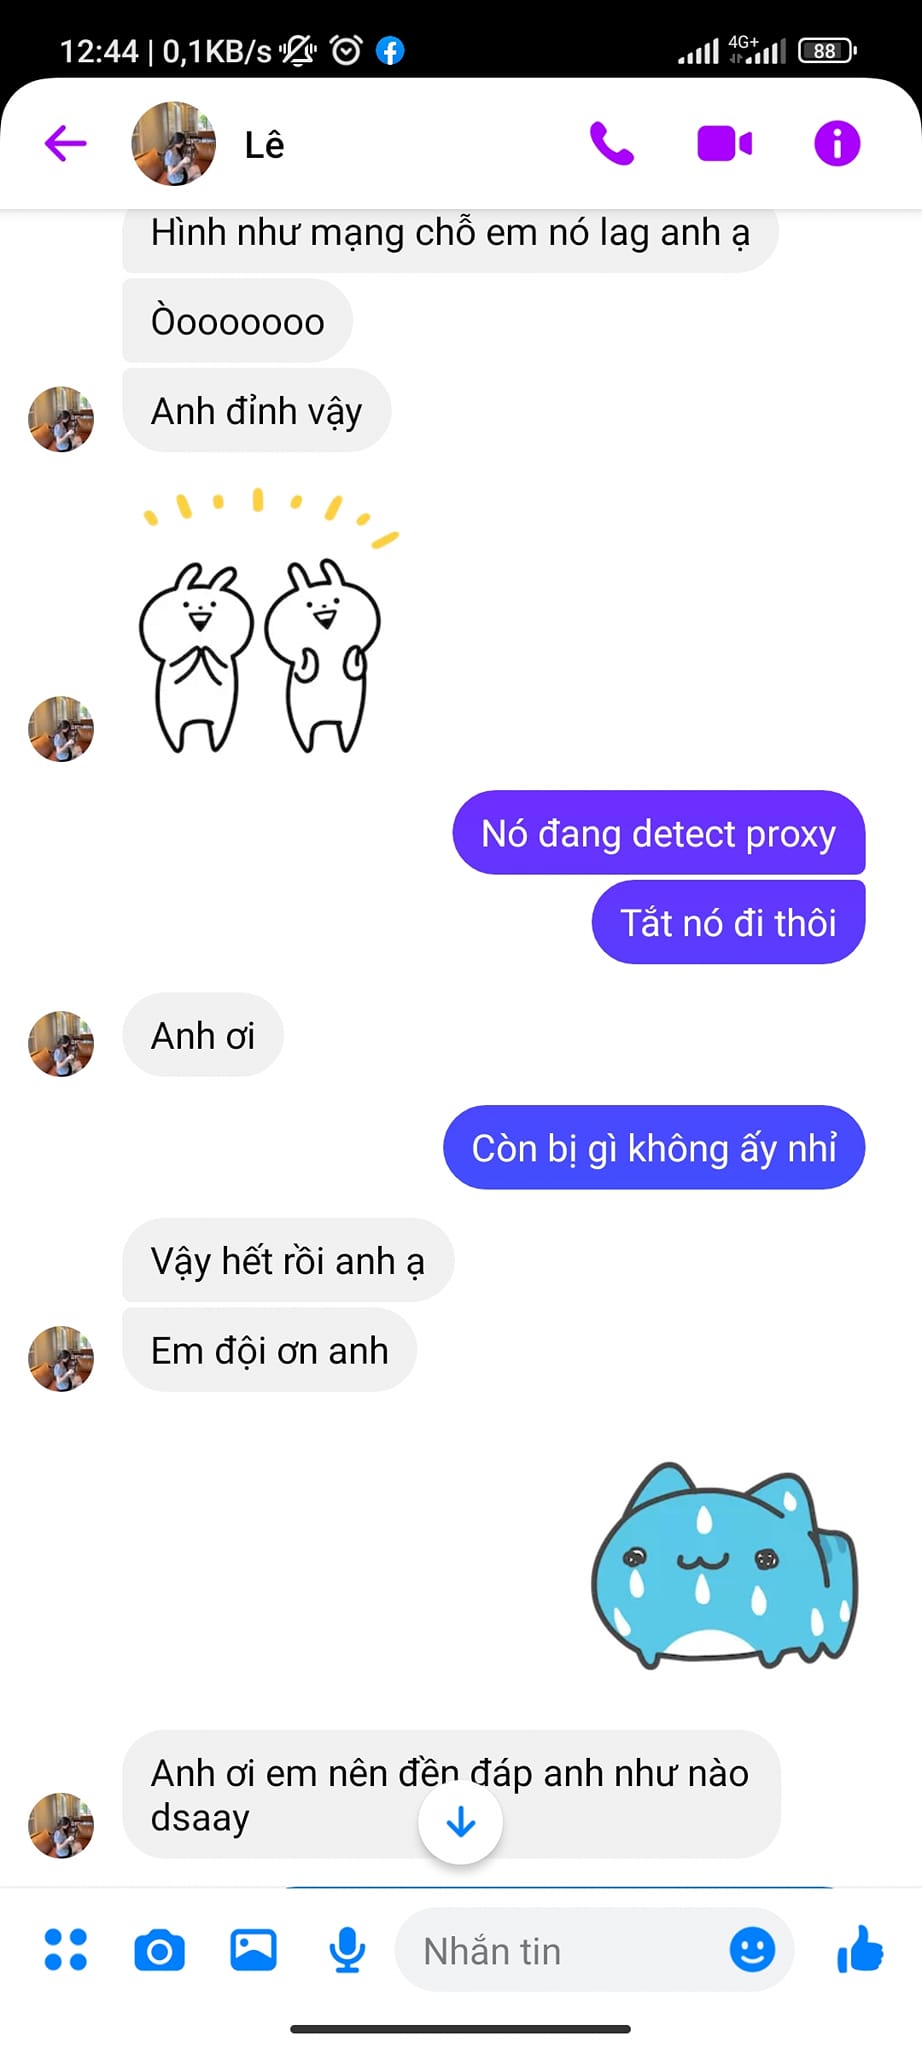 12:44 | 0,1KB/s
4G+
88
Lê
Hình như mạng chỗ em nó lag anh ạ
Òoooooooo
Anh đỉnh vậy
Nó đang detect proxy
Tắt nó đi thôi
Anh ơi
Còn bị gì không ấy nhỉ
Vậy hết rồi anh ạ
Em đội ơn anh
Anh ơi em nên đền đáp anh như nào
dsaay
Nhắn tin